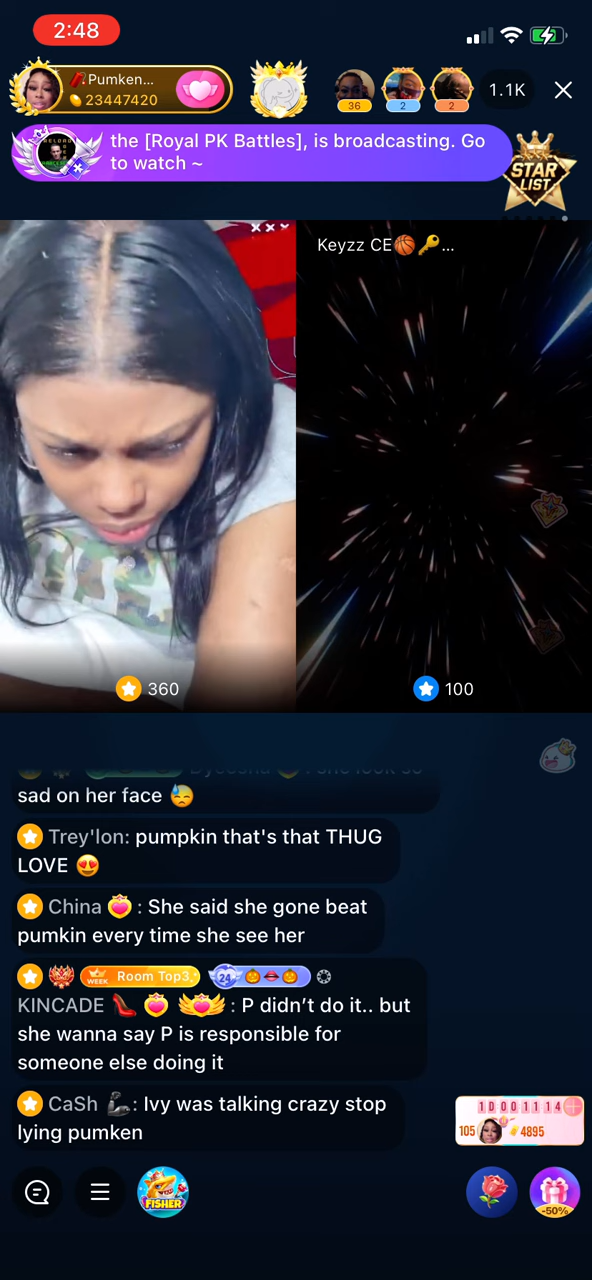 2:48
Pumken...
23447420
36
2
2
1.1K
the [Royal PK Battles], is broadcasting. Go
to watch ~
STAR
LIST
Keyzz CE🏀🔑...
360
100
sad on her face 😓
Trey'lon: pumpkin that's that THUG
LOVE 😍
China : She said she gone beat
pumkin every time she see her
WEEK Room Top3 24 🎃👄🎃
KINCADE 👠 : P didn’t do it.. but
she wanna say P is responsible for
someone else doing it
CaSh 🦾: Ivy was talking crazy stop
lying pumken
1D 00 11 14
105 4895
FISHER
-50%